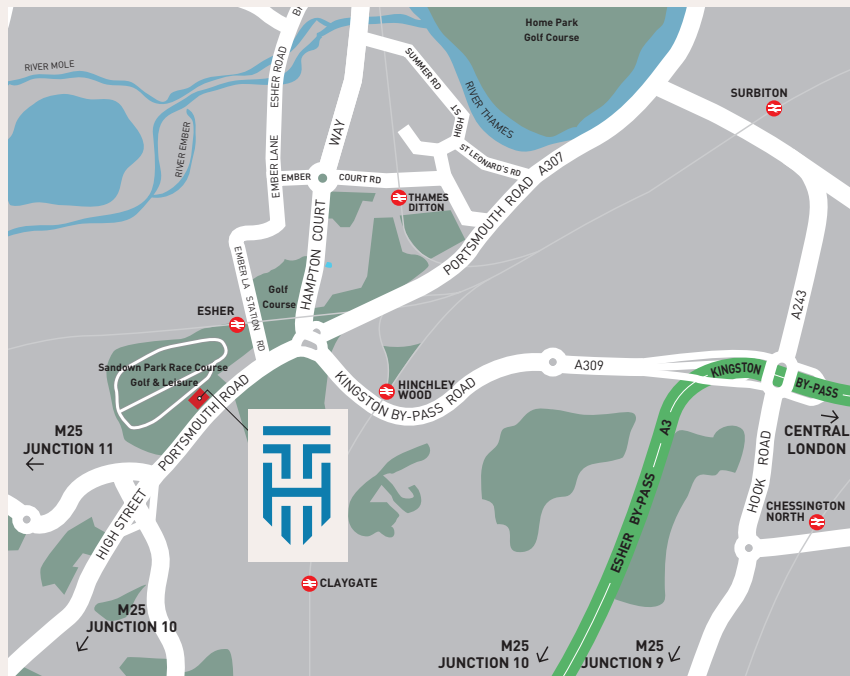 Home Park
Golf Course
RIVER MOLE
ESHER ROAD
SUMMER RD
RIVER THAMES
SURBITON
RIVER EMBER
WAY
HIGH
ST
ST LEONARD'S RD
EMBER LANE
EMBER
COURT RD
PORTSMOUTH ROAD A307
THAMES
DITTON
HAMPTON COURT
EMBER LA
STATION RD
Golf
Course
A243
ESHER
Sandown Park Race Course
Golf & Leisure
PORTSMOUTH ROAD
KINGSTON BY-PASS ROAD
HINCHLEY
WOOD
A309
KINGSTON
BY-PASS
A3
M25
JUNCTION 11
CENTRAL
LONDON
HOOK ROAD
HIGH STREET
ESHER BY-PASS
CHESSINGTON
NORTH
CLAYGATE
M25
JUNCTION 10
M25
JUNCTION 10
M25
JUNCTION 9